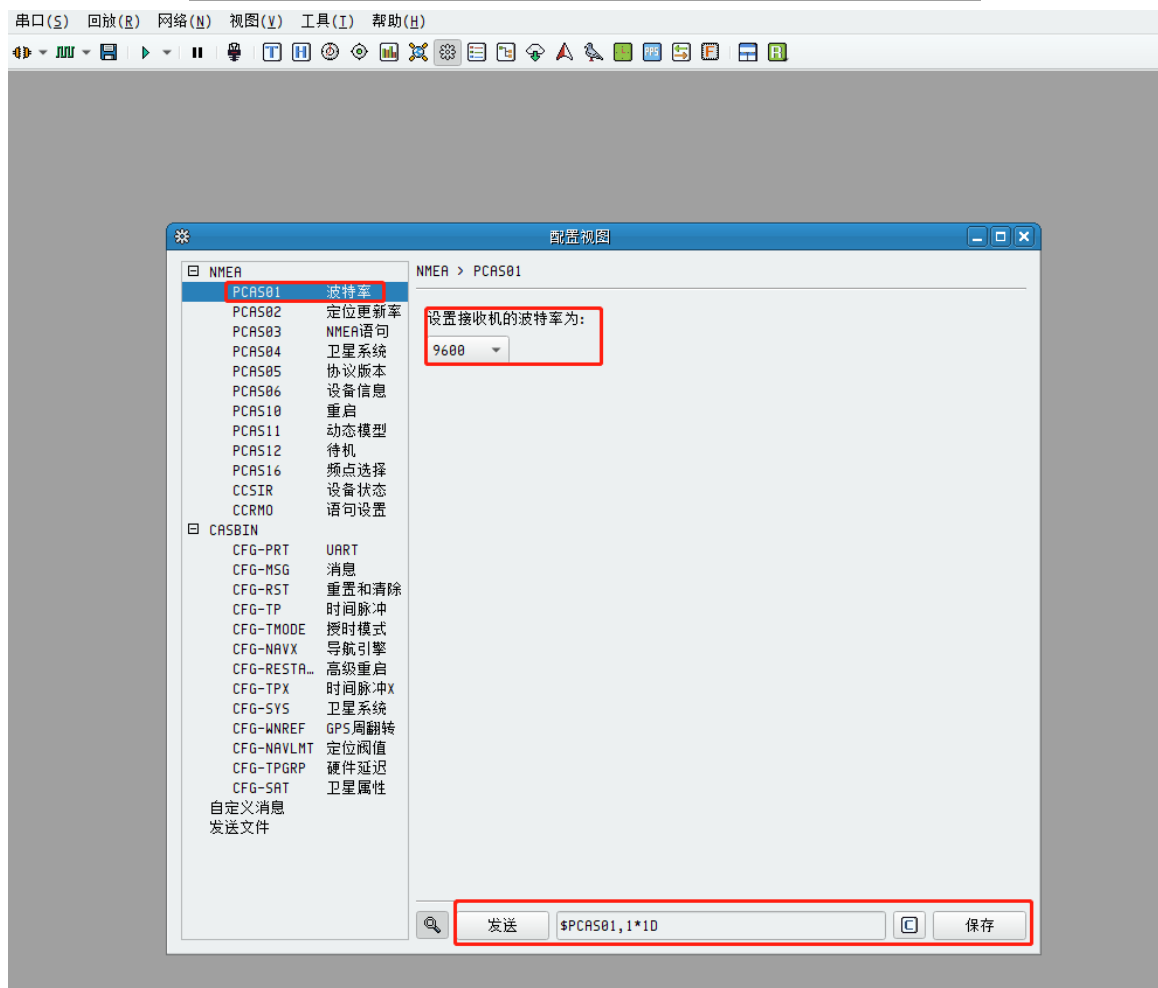 串口(S) 回放(R) 网络(N) 视图(V) 工具(T) 帮助(H)
T H PPS F R
配置视图
NMEA
PCAS01 波特率
PCAS02 定位更新率
PCAS03 NMEA语句
PCAS04 卫星系统
PCAS05 协议版本
PCAS06 设备信息
PCAS10 重启
PCAS11 动态模型
PCAS12 待机
PCAS16 频点选择
CCSIR 设备状态
CCRMO 语句设置
CASBIN
CFG-PRT UART
CFG-MSG 消息
CFG-RST 重置和清除
CFG-TP 时间脉冲
CFG-TMODE 授时模式
CFG-NAVX 导航引擎
CFG-RESTA… 高级重启
CFG-TPX 时间脉冲X
CFG-SYS 卫星系统
CFG-WNREF GPS周翻转
CFG-NAVLMT 定位阀值
CFG-TPGRP 硬件延迟
CFG-SAT 卫星属性
自定义消息
发送文件
NMEA > PCAS01
设置接收机的波特率为:
9600
发送 $PCAS01,1*1D C 保存